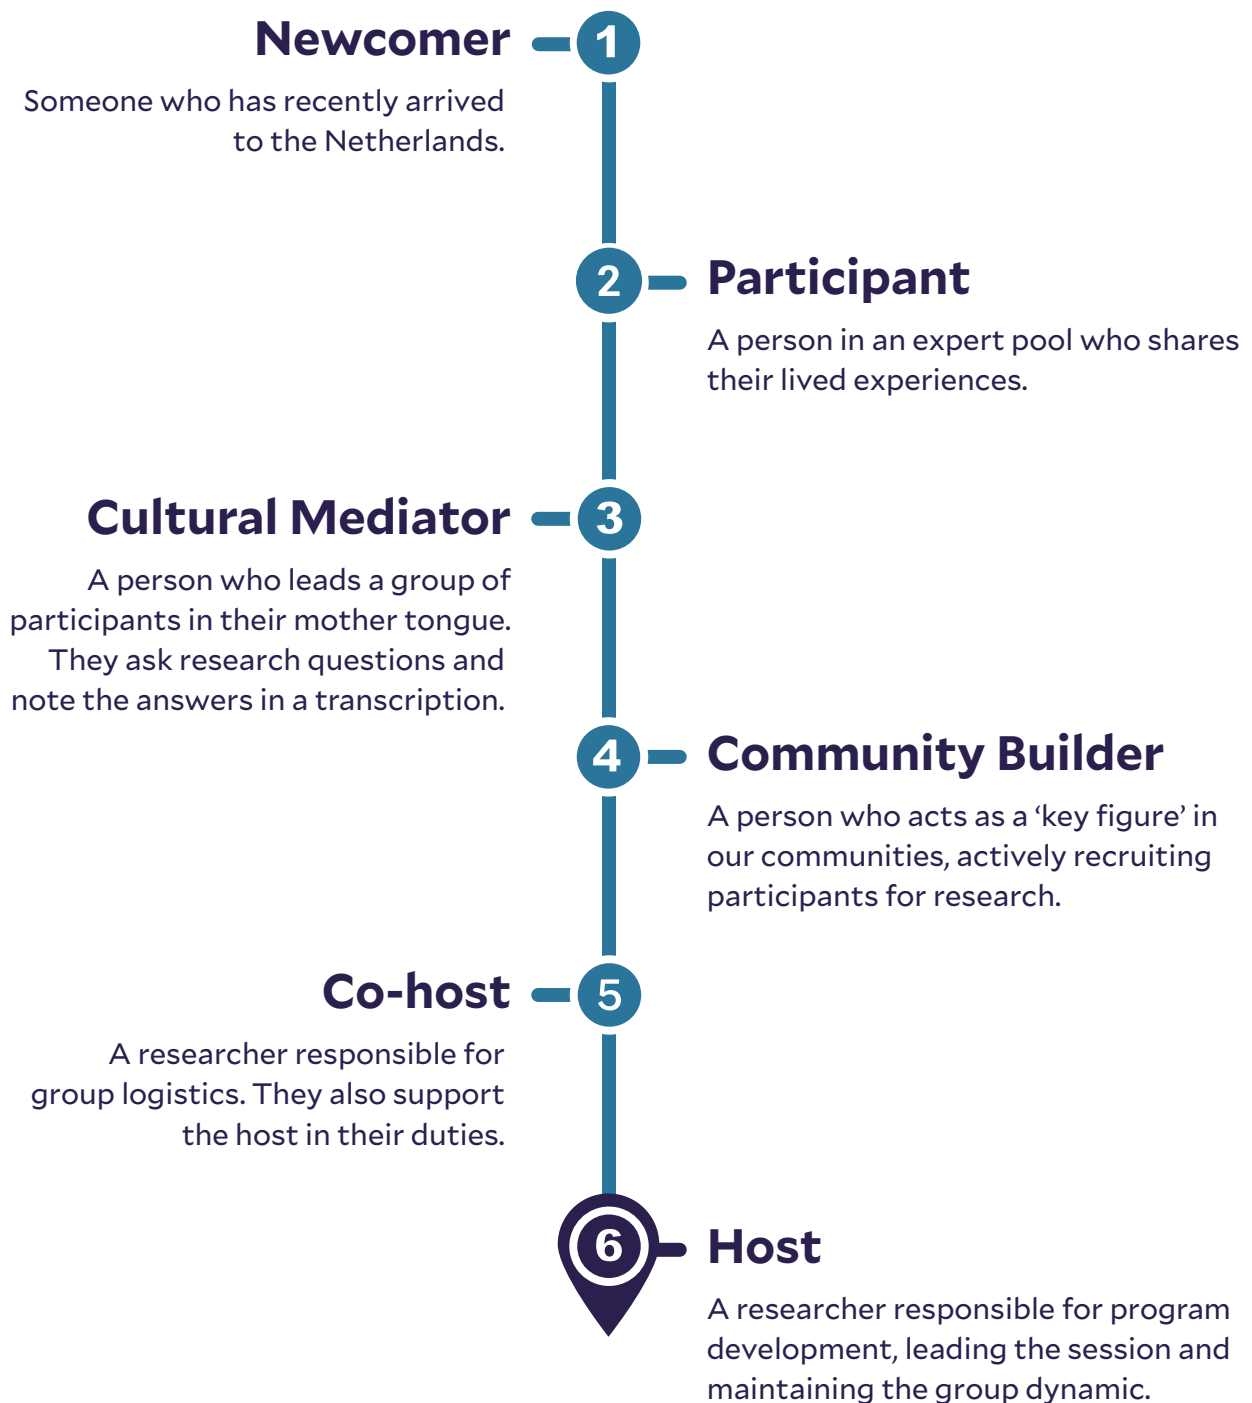 Newcomer
1
Someone who has recently arrived
to the Netherlands.
2
Participant
A person in an expert pool who shares
their lived experiences.
Cultural Mediator
3
A person who leads a group of
participants in their mother tongue.
They ask research questions and
note the answers in a transcription.
4
Community Builder
A person who acts as a ‘key figure’ in
our communities, actively recruiting
participants for research.
Co-host
5
A researcher responsible for
group logistics. They also support
the host in their duties.
6
Host
A researcher responsible for program
development, leading the session and
maintaining the group dynamic.